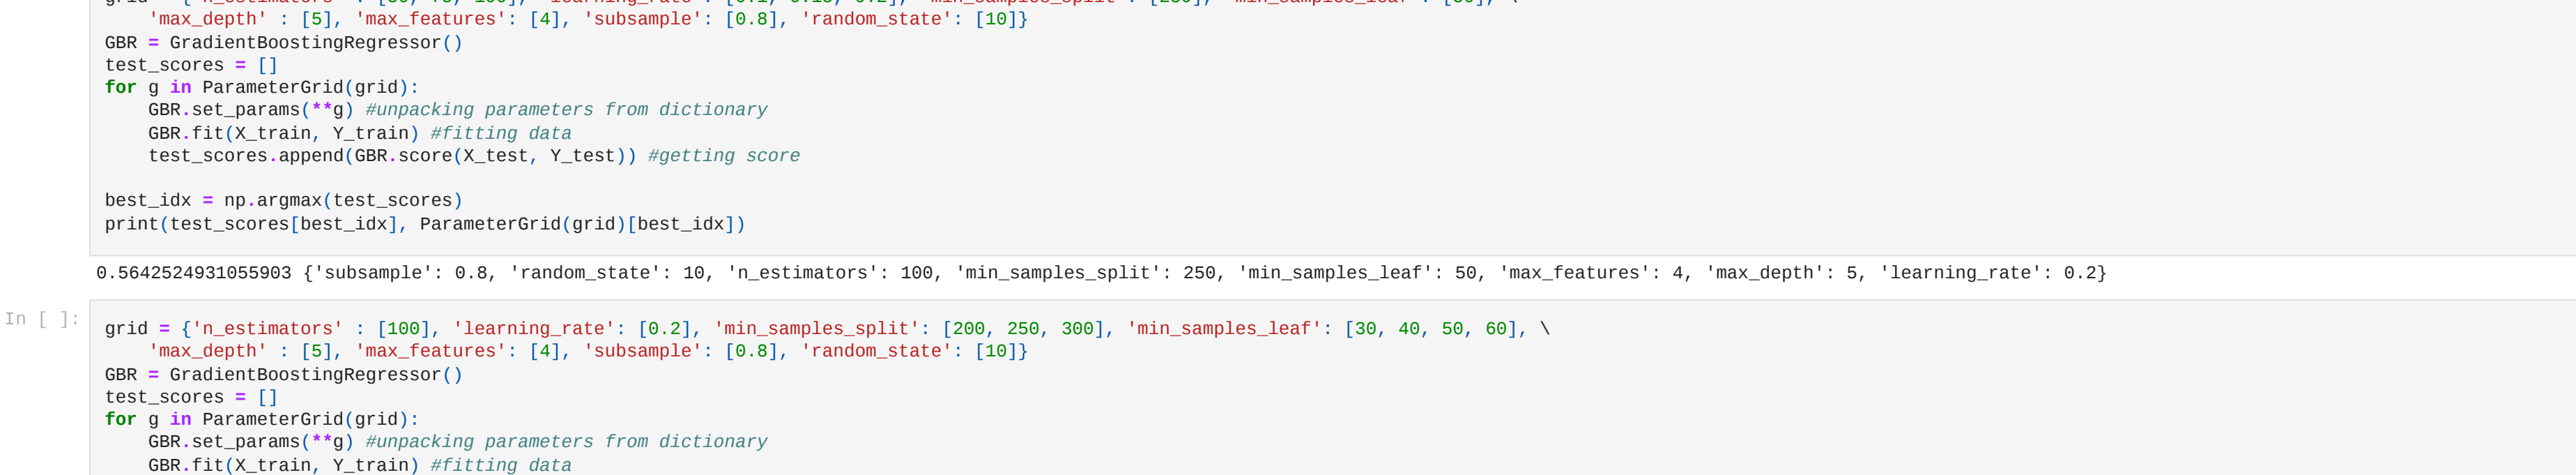 'max_depth' : [5], 'max_features': [4], 'subsample': [0.8], 'random_state': [10]}
GBR = GradientBoostingRegressor()
test_scores = []
for g in ParameterGrid(grid):
    GBR.set_params(**g) #unpacking parameters from dictionary
    GBR.fit(X_train, Y_train) #fitting data
    test_scores.append(GBR.score(X_test, Y_test)) #getting score
best_idx = np.argmax(test_scores)
print(test_scores[best_idx], ParameterGrid(grid)[best_idx])
0.5642524931055903 {'subsample': 0.8, 'random_state': 10, 'n_estimators': 100, 'min_samples_split': 250, 'min_samples_leaf': 50, 'max_features': 4, 'max_depth': 5, 'learning_rate': 0.2}
In [ ]:
grid = {'n_estimators' : [100], 'learning_rate': [0.2], 'min_samples_split': [200, 250, 300], 'min_samples_leaf': [30, 40, 50, 60], \
    'max_depth' : [5], 'max_features': [4], 'subsample': [0.8], 'random_state': [10]}
GBR = GradientBoostingRegressor()
test_scores = []
for g in ParameterGrid(grid):
    GBR.set_params(**g) #unpacking parameters from dictionary
    GBR.fit(X_train, Y_train) #fitting data